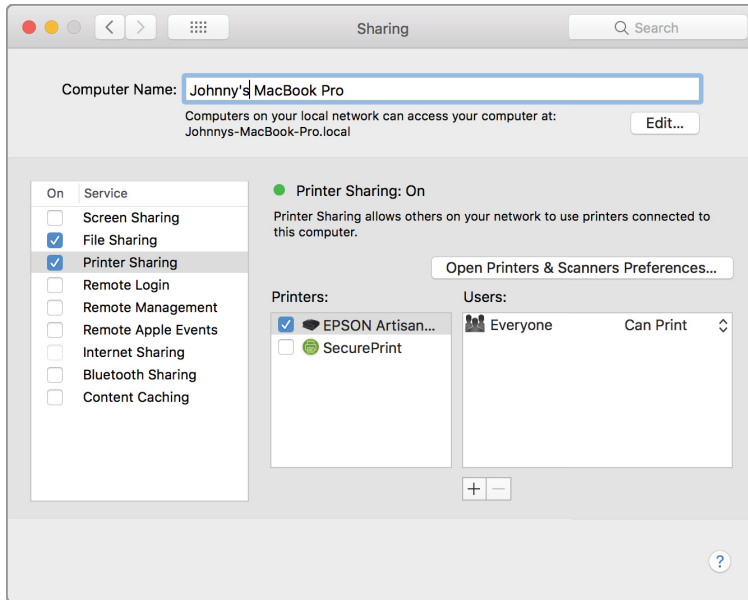 Sharing
Search
Computer Name: Johnny's MacBook Pro
Computers on your local network can access your computer at:
Johnnys-MacBook-Pro.local
Edit...
On Service
Screen Sharing
File Sharing
Printer Sharing
Remote Login
Remote Management
Remote Apple Events
Internet Sharing
Bluetooth Sharing
Content Caching
Printer Sharing: On
Printer Sharing allows others on your network to use printers connected to
this computer.
Open Printers & Scanners Preferences...
Printers:
EPSON Artisan...
SecurePrint
Users:
Everyone Can Print
+ −
?